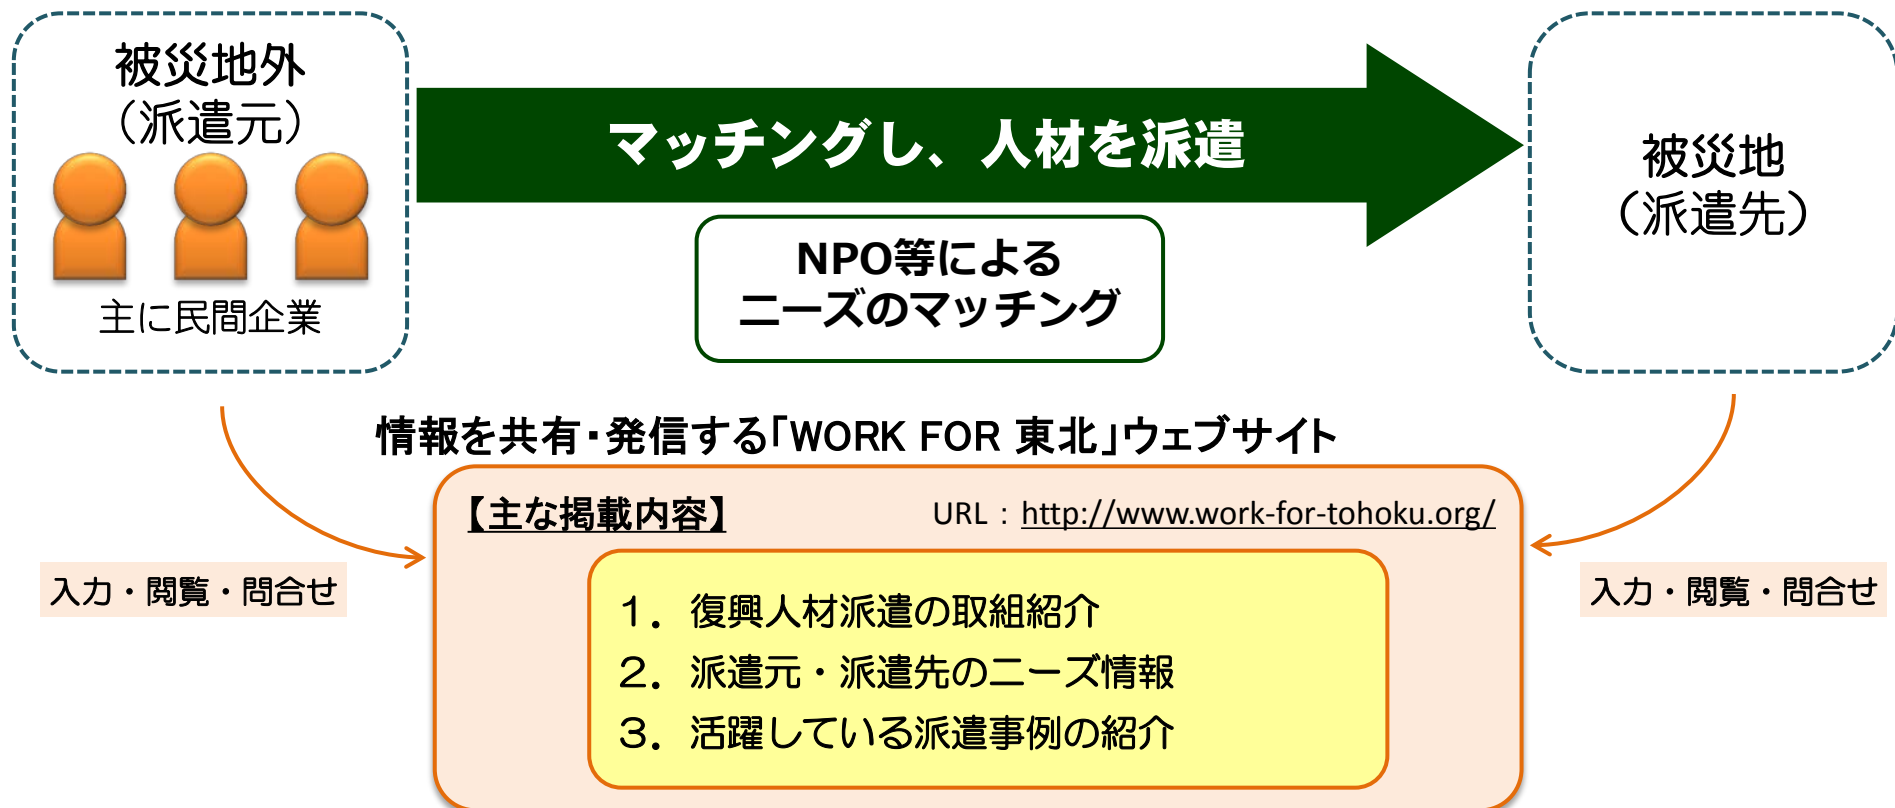 被災地外
（派遣元）
主に民間企業
マッチングし、人材を派遣
NPO等による
ニーズのマッチング
被災地
（派遣先）
情報を共有・発信する「WORK FOR 東北」ウェブサイト
【主な掲載内容】
URL：http://www.work-for-tohoku.org/
１．復興人材派遣の取組紹介
２．派遣元・派遣先のニーズ情報
３．活躍している派遣事例の紹介
入力・閲覧・問合せ
入力・閲覧・問合せ